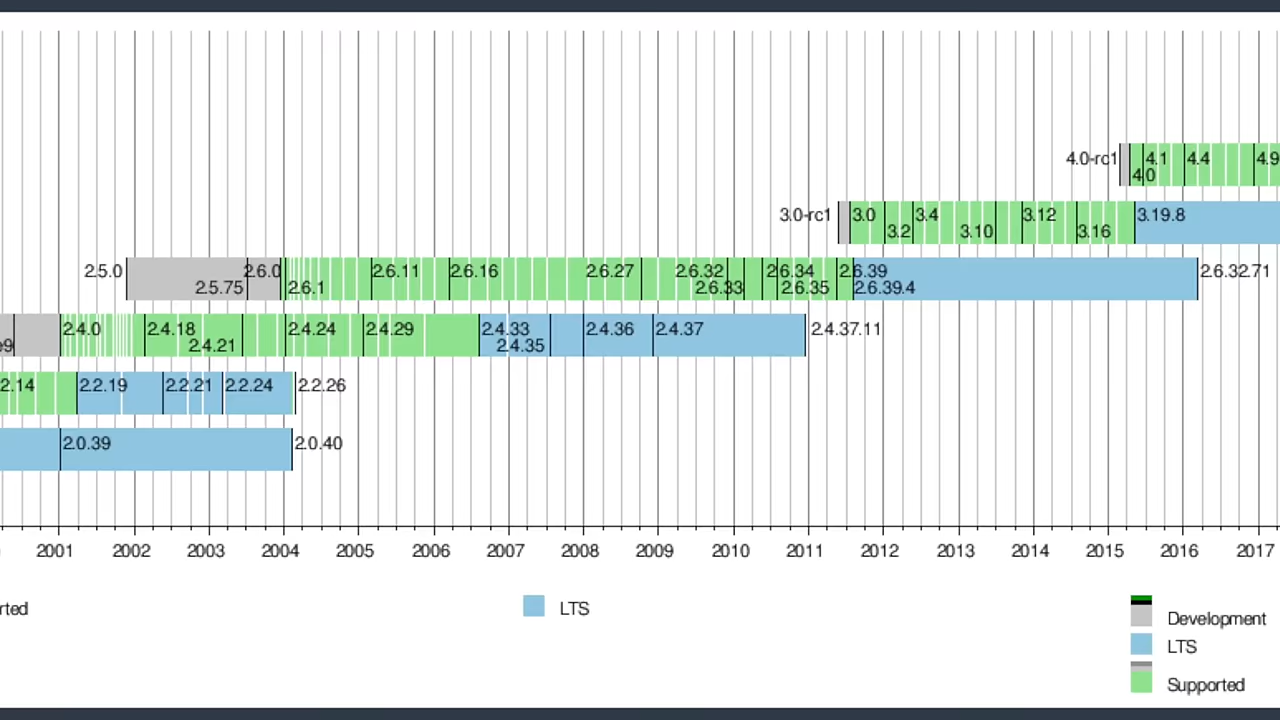 4.0-rc1 4.1 4.4 4.9
4.0
3.0-rc1 3.0 3.4 3.12 3.19.8
3.2 3.10 3.16
2.5.0 2.6.0 2.6.11 2.6.16 2.6.27 2.6.32 2.6.34 2.6.39 2.6.32.71
2.5.75 2.6.1 2.6.33 2.6.35 2.6.39.4
2.4.0 2.4.18 2.4.24 2.4.29 2.4.33 2.4.36 2.4.37 2.4.37.11
e9 2.4.21 2.4.35
2.14 2.2.19 2.2.21 2.2.24 2.2.26
2.0.39 2.0.40
2001 2002 2003 2004 2005 2006 2007 2008 2009 2010 2011 2012 2013 2014 2015 2016 2017
rted LTS
Development
LTS
Supported